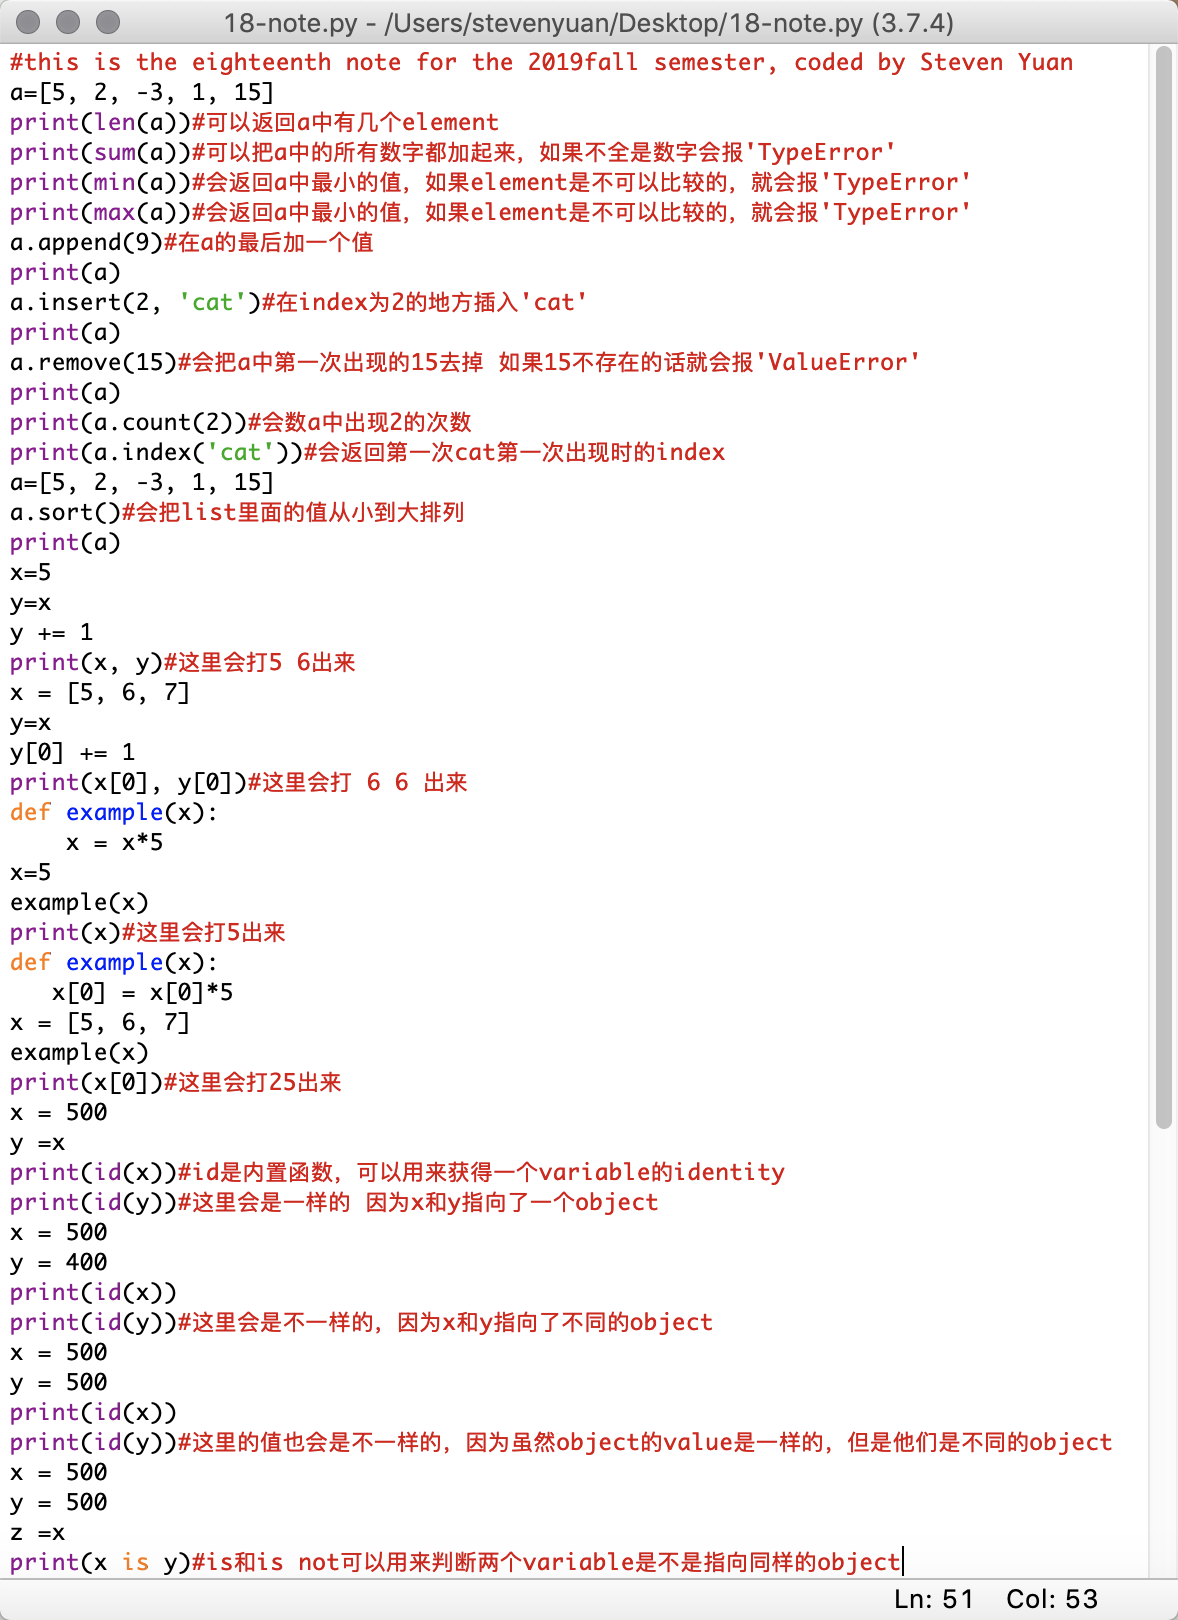 18-note.py - /Users/stevenyuan/Desktop/18-note.py (3.7.4)
#this is the eighteenth note for the 2019fall semester, coded by Steven Yuan
a=[5, 2, -3, 1, 15]
print(len(a))#可以返回a中有几个element
print(sum(a))#可以把a中的所有数字都加起来，如果不全是数字会报'TypeError'
print(min(a))#会返回a中最小的值，如果element是不可以比较的，就会报'TypeError'
print(max(a))#会返回a中最小的值，如果element是不可以比较的，就会报'TypeError'
a.append(9)#在a的最后加一个值
print(a)
a.insert(2, 'cat')#在index为2的地方插入'cat'
print(a)
a.remove(15)#会把a中第一次出现的15去掉 如果15不存在的话就会报'ValueError'
print(a)
print(a.count(2))#会数a中出现2的次数
print(a.index('cat'))#会返回第一次cat第一次出现时的index
a=[5, 2, -3, 1, 15]
a.sort()#会把list里面的值从小到大排列
print(a)
x=5
y=x
y += 1
print(x, y)#这里会打5 6出来
x = [5, 6, 7]
y=x
y[0] += 1
print(x[0], y[0])#这里会打 6 6 出来
def example(x):
    x = x*5
x=5
example(x)
print(x)#这里会打5出来
def example(x):
   x[0] = x[0]*5
x = [5, 6, 7]
example(x)
print(x[0])#这里会打25出来
x = 500
y =x
print(id(x))#id是内置函数，可以用来获得一个variable的identity
print(id(y))#这里会是一样的 因为x和y指向了一个object
x = 500
y = 400
print(id(x))
print(id(y))#这里会是不一样的，因为x和y指向了不同的object
x = 500
y = 500
print(id(x))
print(id(y))#这里的值也会是不一样的，因为虽然object的value是一样的，但是他们是不同的object
x = 500
y = 500
z =x
print(x is y)#is和is not可以用来判断两个variable是不是指向同样的object
Ln: 51 Col: 53